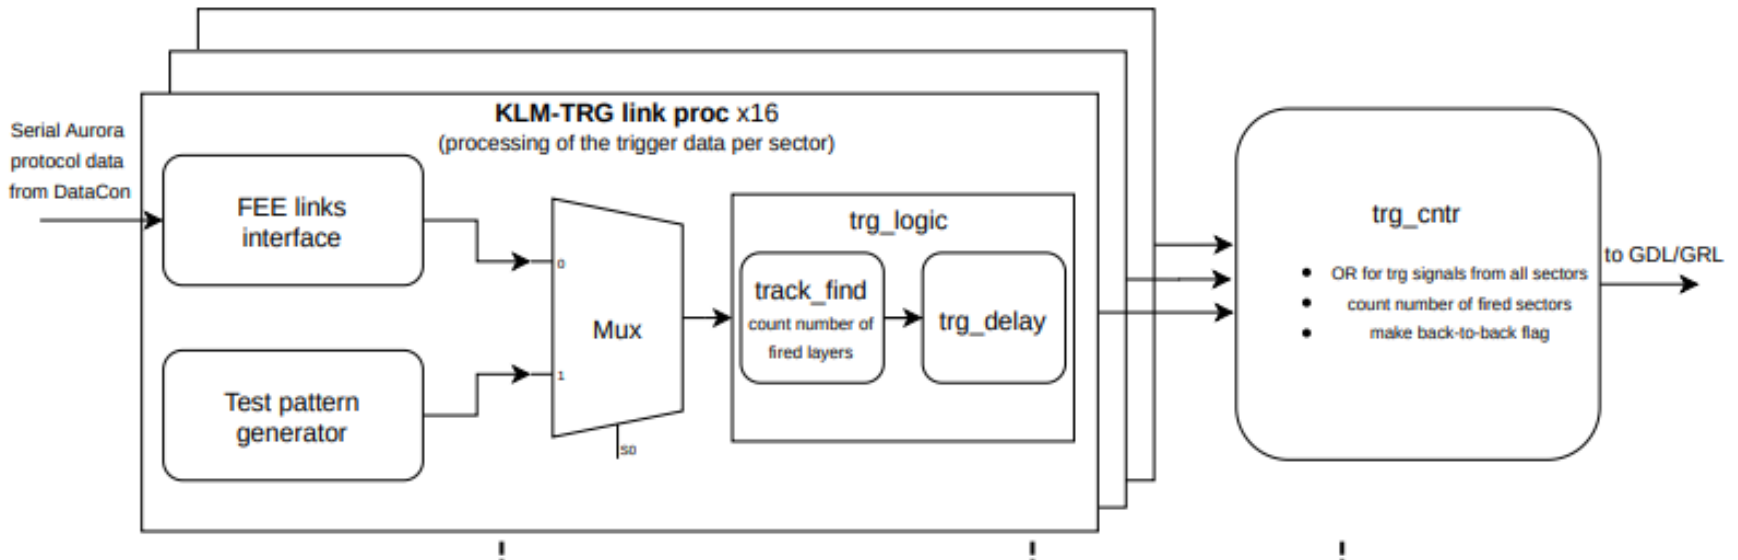 KLM-TRG link proc x16
(processing of the trigger data per sector)
Serial Aurora
protocol data
from DataCon
FEE links
interface
Test pattern
generator
0
1
Mux
S0
trg_logic
track_find
count number of
fired layers
trg_delay
trg_cntr
• OR for trg signals from all sectors
• count number of fired sectors
• make back-to-back flag
to GDL/GRL